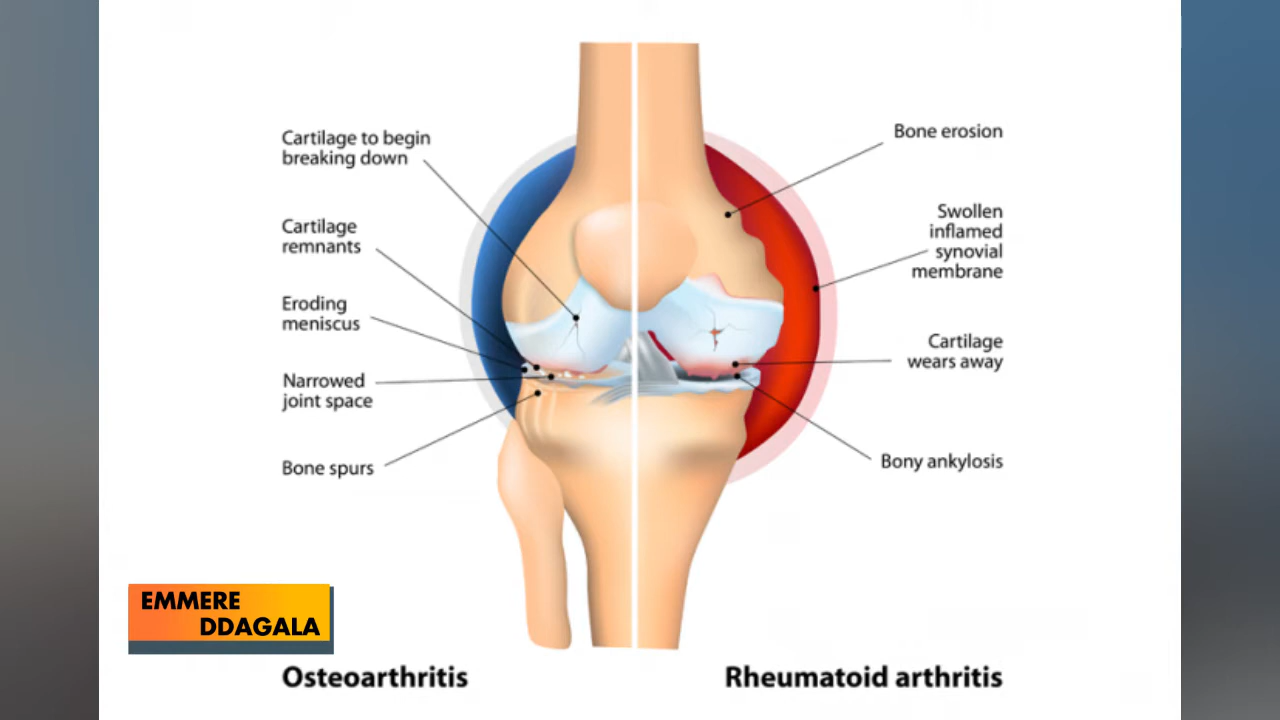 Cartilage to begin
breaking down
Cartilage
remnants
Eroding
meniscus
Narrowed
joint space
Bone spurs
Bone erosion
Swollen
inflamed
synovial
membrane
Cartilage
wears away
Bony ankylosis
EMMERE
DDAGALA
Osteoarthritis
Rheumatoid arthritis